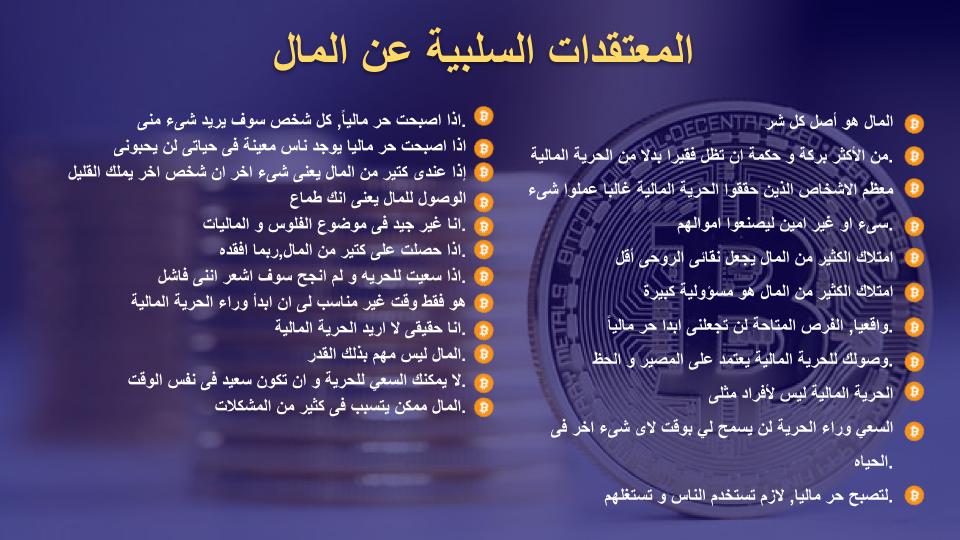 المعتقدات السلبية عن المال
المال هو أصل كل شر
.من الأكثر بركة و حكمة ان تظل فقيرا بدلا من الحرية المالية
معظم الاشخاص الذين حققوا الحرية المالية غالبا عملوا شىء
.سىء او غير امين ليصنعوا اموالهم
امتلاك الكثير من المال يجعل نقائى الروحى أقل
امتلاك الكثير من المال هو مسؤولية كبيرة
.واقعيا, الفرص المتاحة لن تجعلنى ابدا حر مالياً
.وصولك للحرية المالية يعتمد على المصير و الحظ
الحرية المالية ليس لأفراد مثلى
السعي وراء الحرية لن يسمح لي بوقت لاى شىء اخر فى
.الحياه
.لتصبح حر ماليا, لازم تستخدم الناس و تستغلهم
.اذا اصبحت حر مالياً, كل شخص سوف يريد شىء منى
اذا اصبحت حر ماليا يوجد ناس معينة فى حياتى لن يحبونى
إذا عندى كتير من المال يعنى شىء اخر ان شخص اخر يملك القليل
الوصول للمال يعنى انك طماع
.انا غير جيد فى موضوع الفلوس و الماليات
.اذا حصلت على كتير من المال,ربما افقده
.اذا سعيت للحريه و لم انجح سوف اشعر اننى فاشل
هو فقط وقت غير مناسب لى ان ابدأ وراء الحرية المالية
.انا حقيقى لا اريد الحرية المالية
.المال ليس مهم بذلك القدر
.لا يمكنك السعي للحرية و ان تكون سعيد فى نفس الوقت
.المال ممكن يتسبب فى كثير من المشكلات
DECENTRALIZED